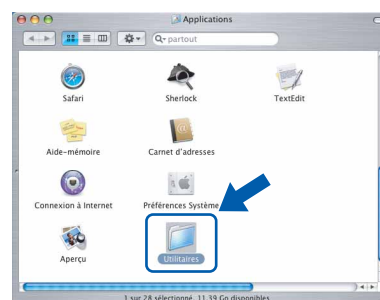 Applications
partout
Safari
Sherlock
TextEdit
Aide-mémoire
Carnet d'adresses
Connexion à Internet
Préférences Système
Aperçu
Utilitaires
1 sur 28 sélectionné, 11,39 Go disponibles